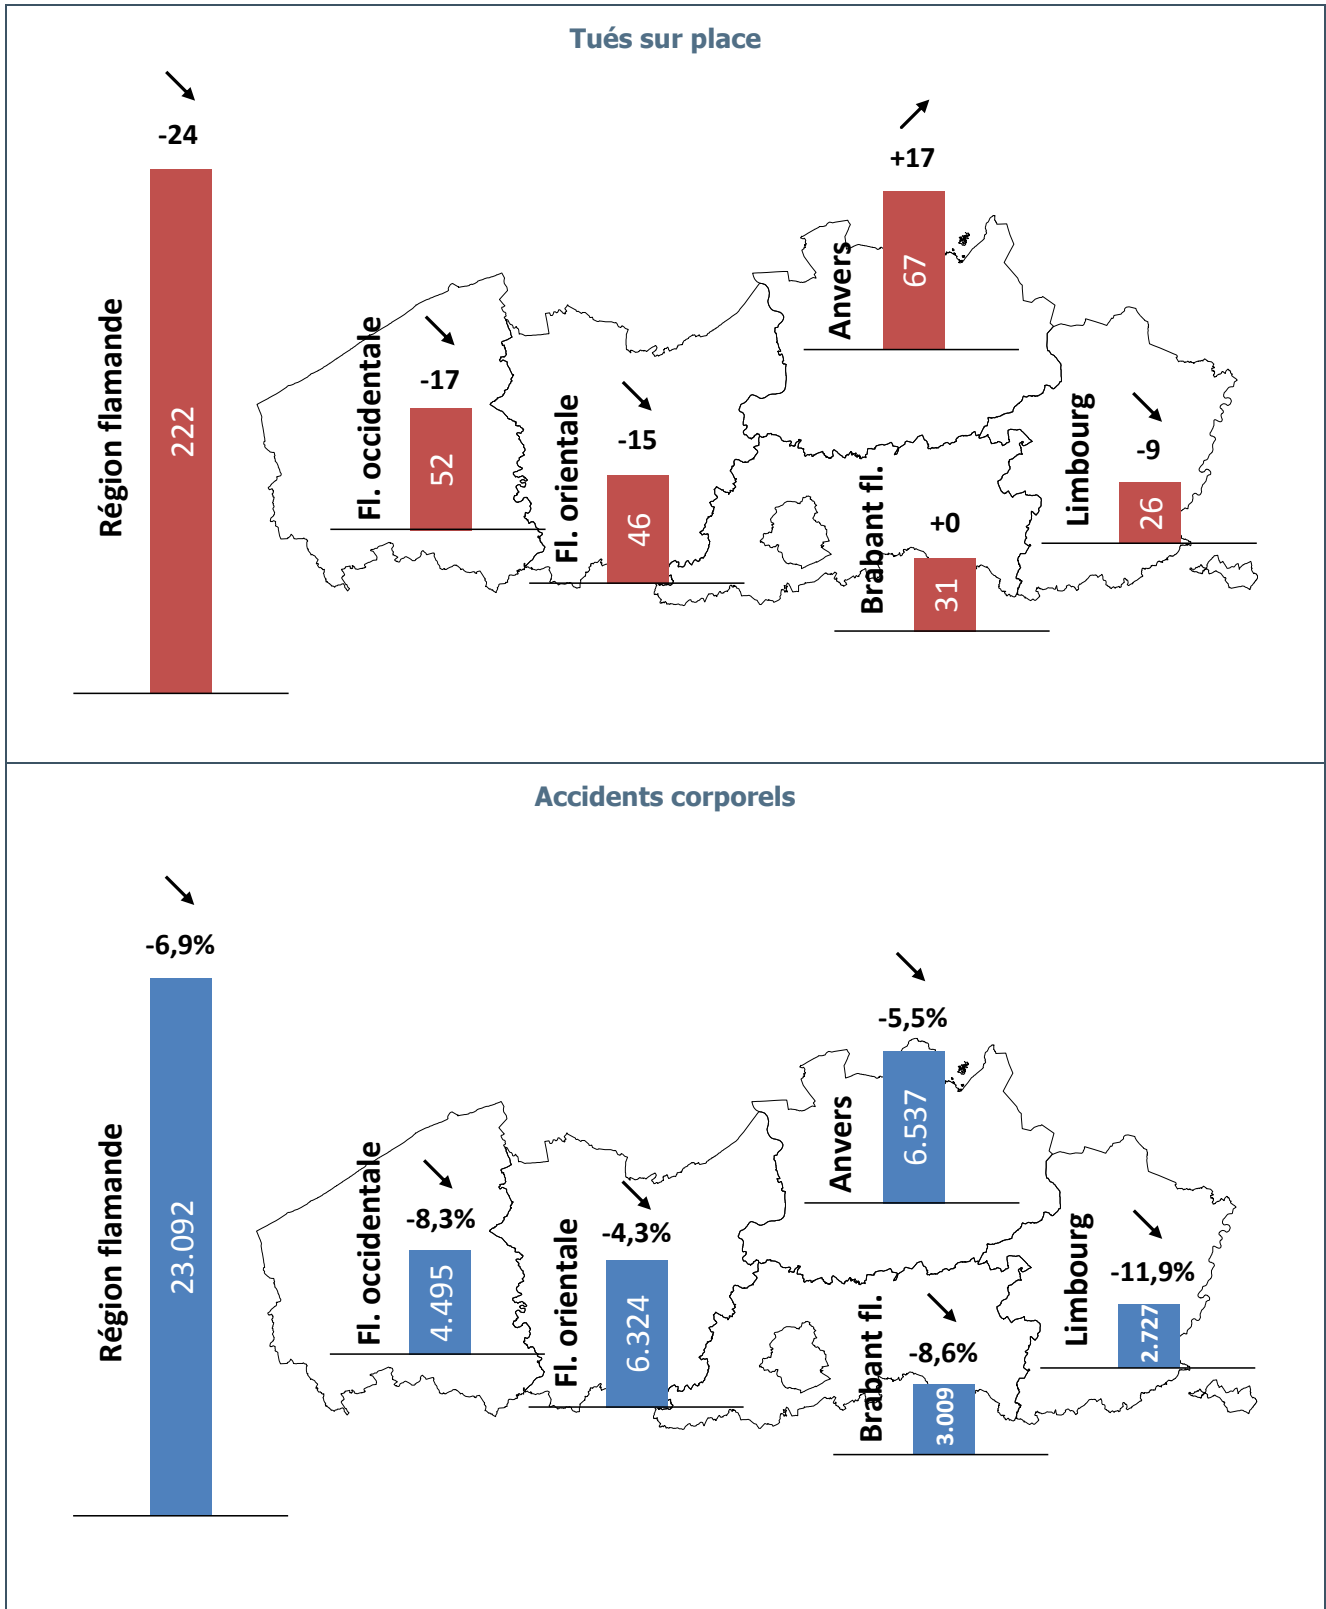 Tués sur place
-24
Région flamande
222
Fl. occidentale
-17
52
Fl. orientale
-15
46
Anvers
+17
67
Brabant fl.
+0
31
Limbourg
-9
26
Accidents corporels
-6,9%
Région flamande
23.092
Fl. occidentale
-8,3%
4.495
Fl. orientale
-4,3%
6.324
Anvers
-5,5%
6.537
Brabant fl.
-8,6%
3.009
Limbourg
-11,9%
2.727